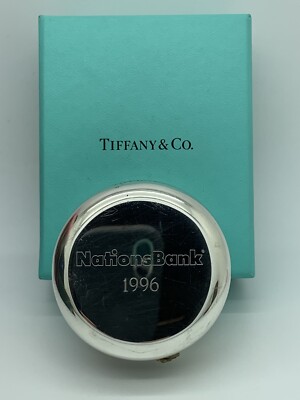 TIFFANY & CO.
NationsBank®
1996